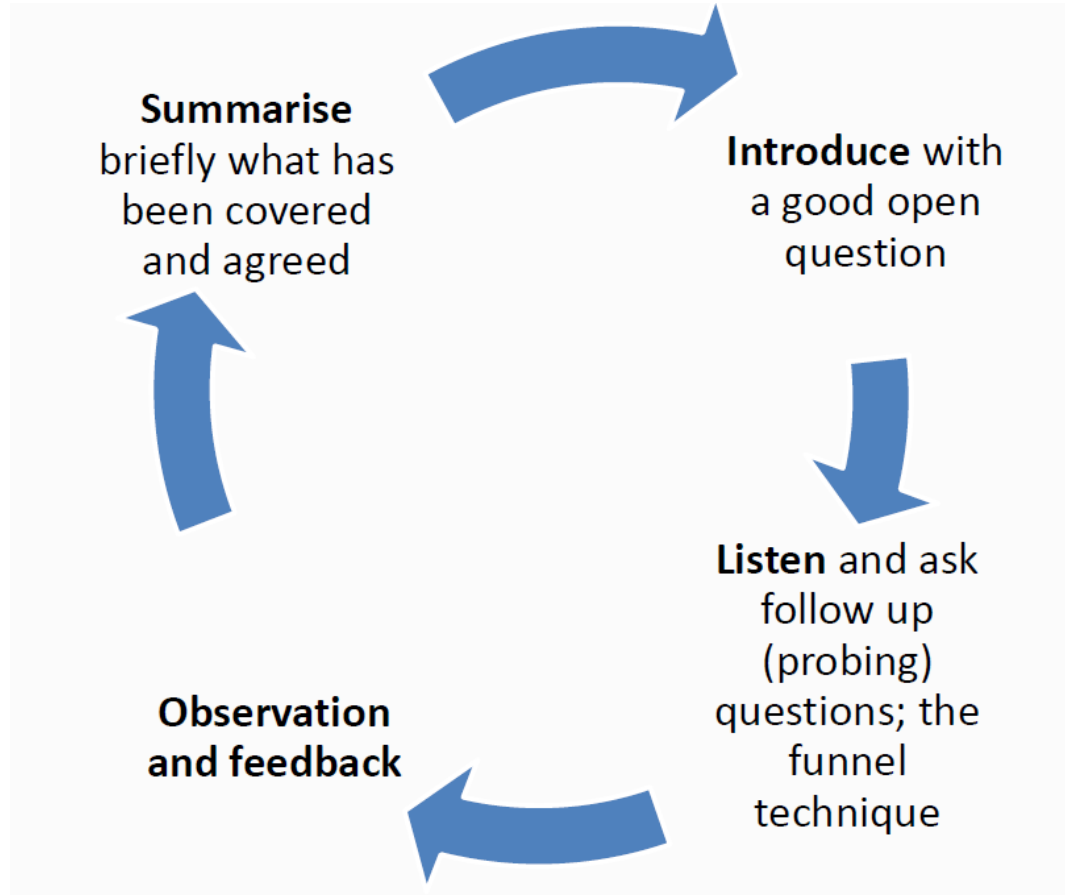 Summarise
briefly what has
been covered
and agreed
Introduce with
a good open
question
Listen and ask
follow up
(probing)
questions; the
funnel
technique
Observation
and feedback